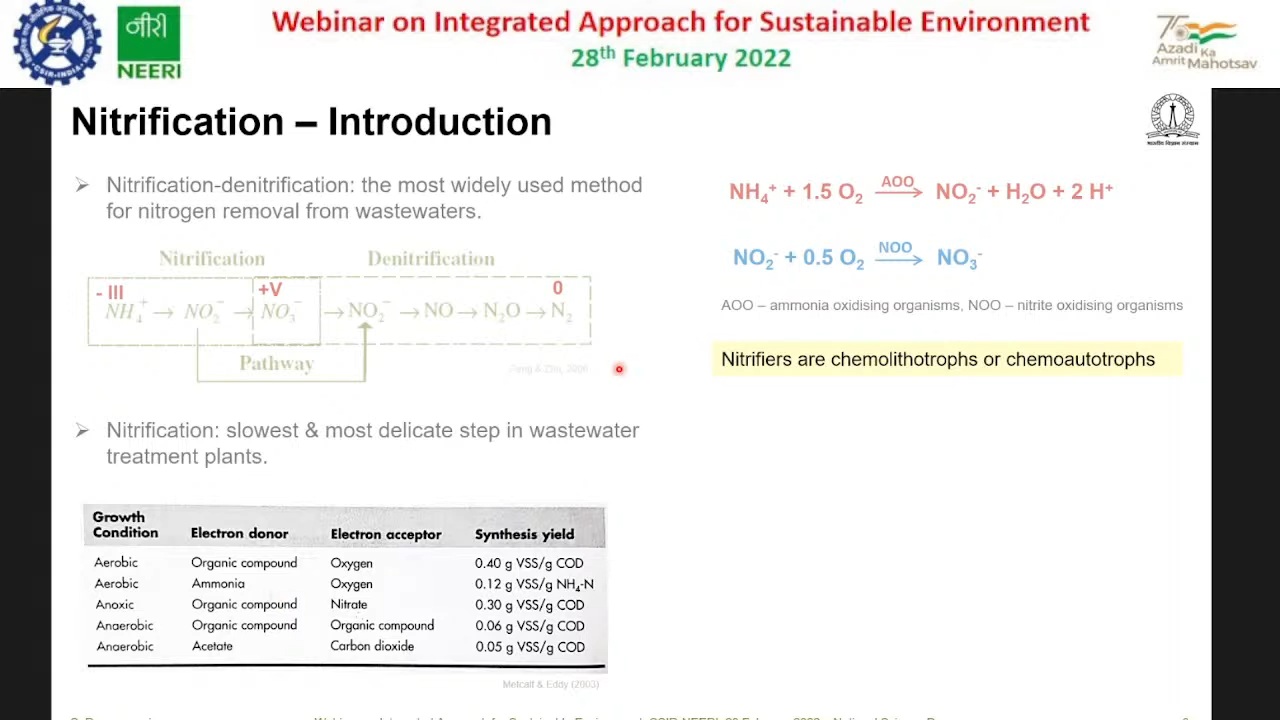 Webinar on Integrated Approach for Sustainable Environment
28th February 2022
CSIR-INDIA
नीरी
NEERI
75
Azadi Ka
Amrit Mahotsav
Nitrification – Introduction
➢ Nitrification-denitrification: the most widely used method
for nitrogen removal from wastewaters.
Nitrification Denitrification
- III +V 0
NH₄⁺ → NO₂⁻ → NO₃⁻ → NO₂⁻ → NO → N₂O → N₂
Pathway
➢ Nitrification: slowest & most delicate step in wastewater
treatment plants.
Growth
Condition Electron donor Electron acceptor Synthesis yield
Aerobic Organic compound Oxygen 0.40 g VSS/g COD
Aerobic Ammonia Oxygen 0.12 g VSS/g NH₄-N
Anoxic Organic compound Nitrate 0.30 g VSS/g COD
Anaerobic Organic compound Organic compound 0.06 g VSS/g COD
Anaerobic Acetate Carbon dioxide 0.05 g VSS/g COD
Metcalf & Eddy (2003)
AOO
NH₄⁺ + 1.5 O₂ → NO₂⁻ + H₂O + 2 H⁺
NOO
NO₂⁻ + 0.5 O₂ → NO₃⁻
AOO – ammonia oxidising organisms, NOO – nitrite oxidising organisms
Nitrifiers are chemolithotrophs or chemoautotrophs